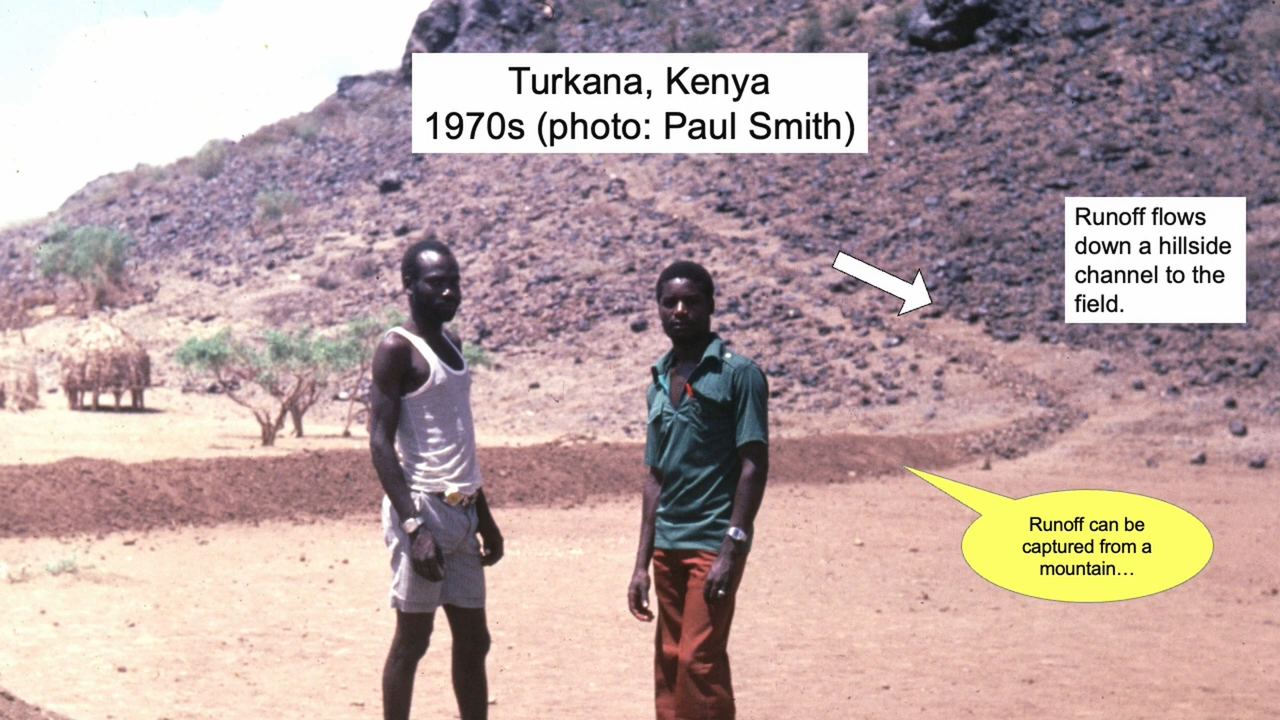 Turkana, Kenya
1970s (photo: Paul Smith)
Runoff flows
down a hillside
channel to the
field.
Runoff can be
captured from a
mountain…